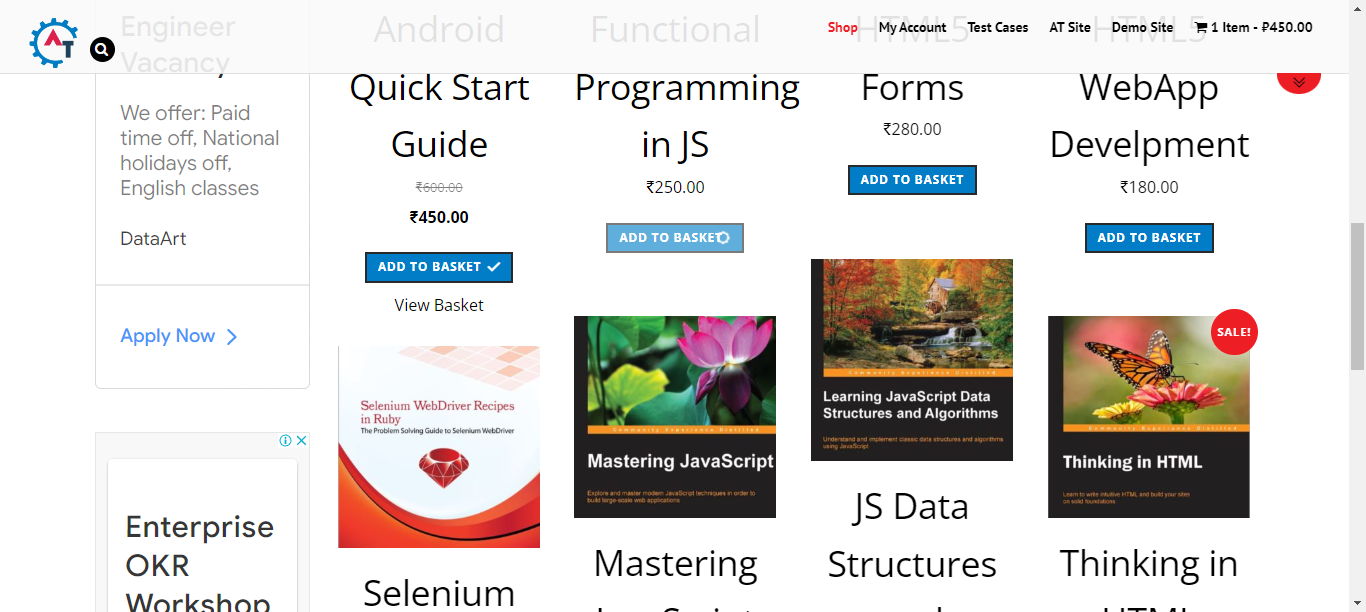 Engineer
Vacancy
We offer: Paid
time off, National
holidays off,
English classes
DataArt
Apply Now
Enterprise
OKR
Workshop
AT
Shop
My Account
Test Cases
AT Site
Demo Site
1 Item - ₽450.00
Android
Quick Start
Guide
₹600.00
₹450.00
ADD TO BASKET
View Basket
Functional
Programming
in JS
₹250.00
ADD TO BASKET
HTML5
Forms
₹280.00
ADD TO BASKET
HTML5
WebApp
Develpment
₹180.00
ADD TO BASKET
Selenium WebDriver Recipes
in Ruby
The Problem Solving Guide to Selenium WebDriver
Selenium
Community Experience Distilled
Mastering JavaScript
Explore and master modern JavaScript techniques in order to
build large-scale web applications
Mastering
JavaScript
Community Experience Distilled
Learning JavaScript Data
Structures and Algorithms
Understand and implement classic data structures and algorithms
using JavaScript
JS Data
Structures
SALE!
Community Experience Distilled
Thinking in HTML
Learn to write intuitive HTML and build your sites
on solid foundations
Thinking in
HTML